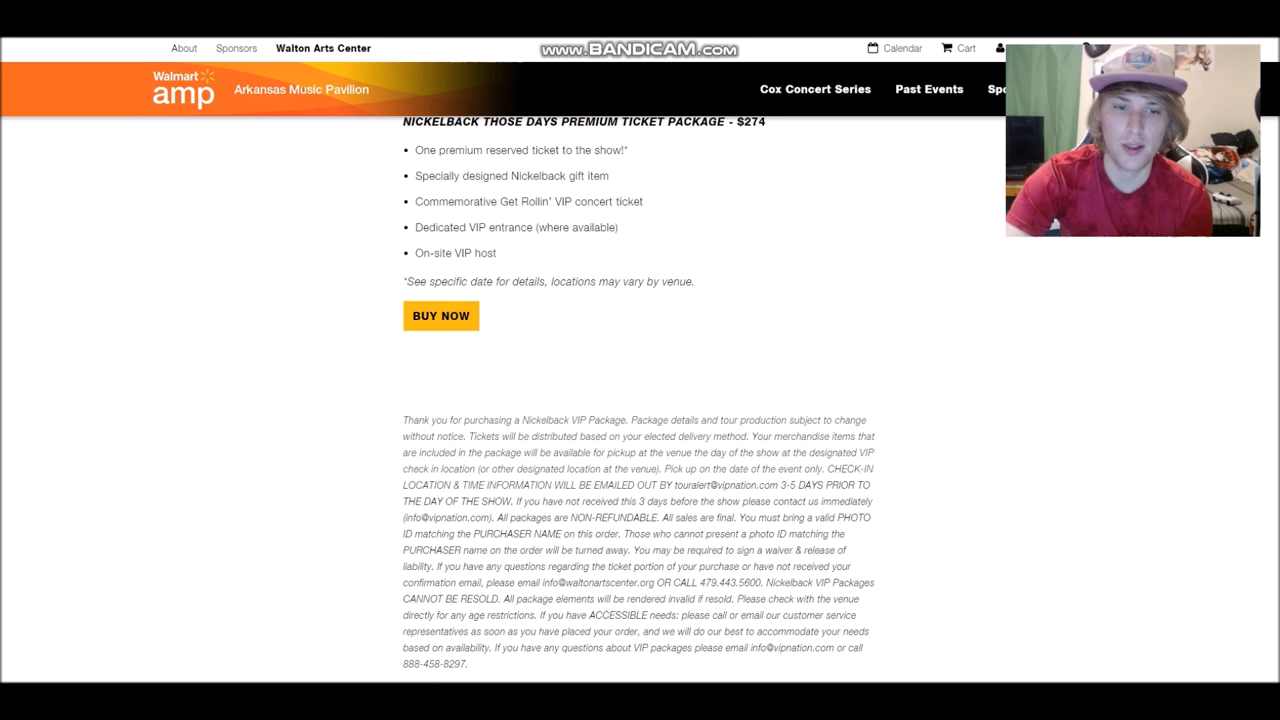 www.BANDICAM.com
About Sponsors Walton Arts Center Calendar Cart
Walmart
amp Arkansas Music Pavilion Cox Concert Series Past Events
NICKELBACK THOSE DAYS PREMIUM TICKET PACKAGE - $274
• One premium reserved ticket to the show!*
• Specially designed Nickelback gift item
• Commemorative Get Rollin' VIP concert ticket
• Dedicated VIP entrance (where available)
• On-site VIP host
*See specific date for details, locations may vary by venue.
BUY NOW
Thank you for purchasing a Nickelback VIP Package. Package details and tour production subject to change
without notice. Tickets will be distributed based on your elected delivery method. Your merchandise items that
are included in the package will be available for pickup at the venue the day of the show at the designated VIP
check in location (or other designated location at the venue). Pick up on the date of the event only. CHECK-IN
LOCATION & TIME INFORMATION WILL BE EMAILED OUT BY touralert@vipnation.com 3-5 DAYS PRIOR TO
THE DAY OF THE SHOW. If you have not received this 3 days before the show please contact us immediately
(info@vipnation.com). All packages are NON-REFUNDABLE. All sales are final. You must bring a valid PHOTO
ID matching the PURCHASER NAME on this order. Those who cannot present a photo ID matching the
PURCHASER name on the order will be turned away. You may be required to sign a waiver & release of
liability. If you have any questions regarding the ticket portion of your purchase or have not received your
confirmation email, please email info@waltonartscenter.org OR CALL 479.443.5600. Nickelback VIP Packages
CANNOT BE RESOLD. All package elements will be rendered invalid if resold. Please check with the venue
directly for any age restrictions. If you have ACCESSIBLE needs: please call or email our customer service
representatives as soon as you have placed your order, and we will do our best to accommodate your needs
based on availability. If you have any questions about VIP packages please email info@vipnation.com or call
888-458-8297.